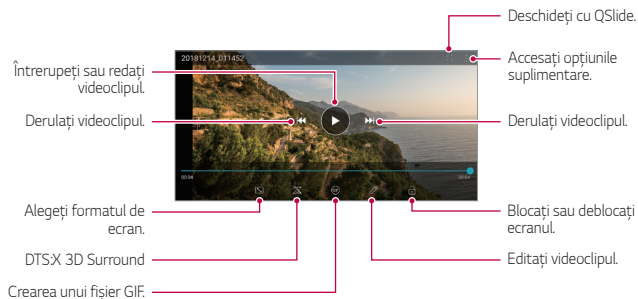 Deschideți cu QSlide.
20181214_011452
Accesați opțiunile
suplimentare.
Întrerupeți sau redați
videoclipul.
Derulați videoclipul.
Derulați videoclipul.
00:04
Alegeți formatul de
ecran.
Blocați sau deblocați
ecranul.
DTS:X 3D Surround
Editați videoclipul.
Crearea unui fișier GIF.